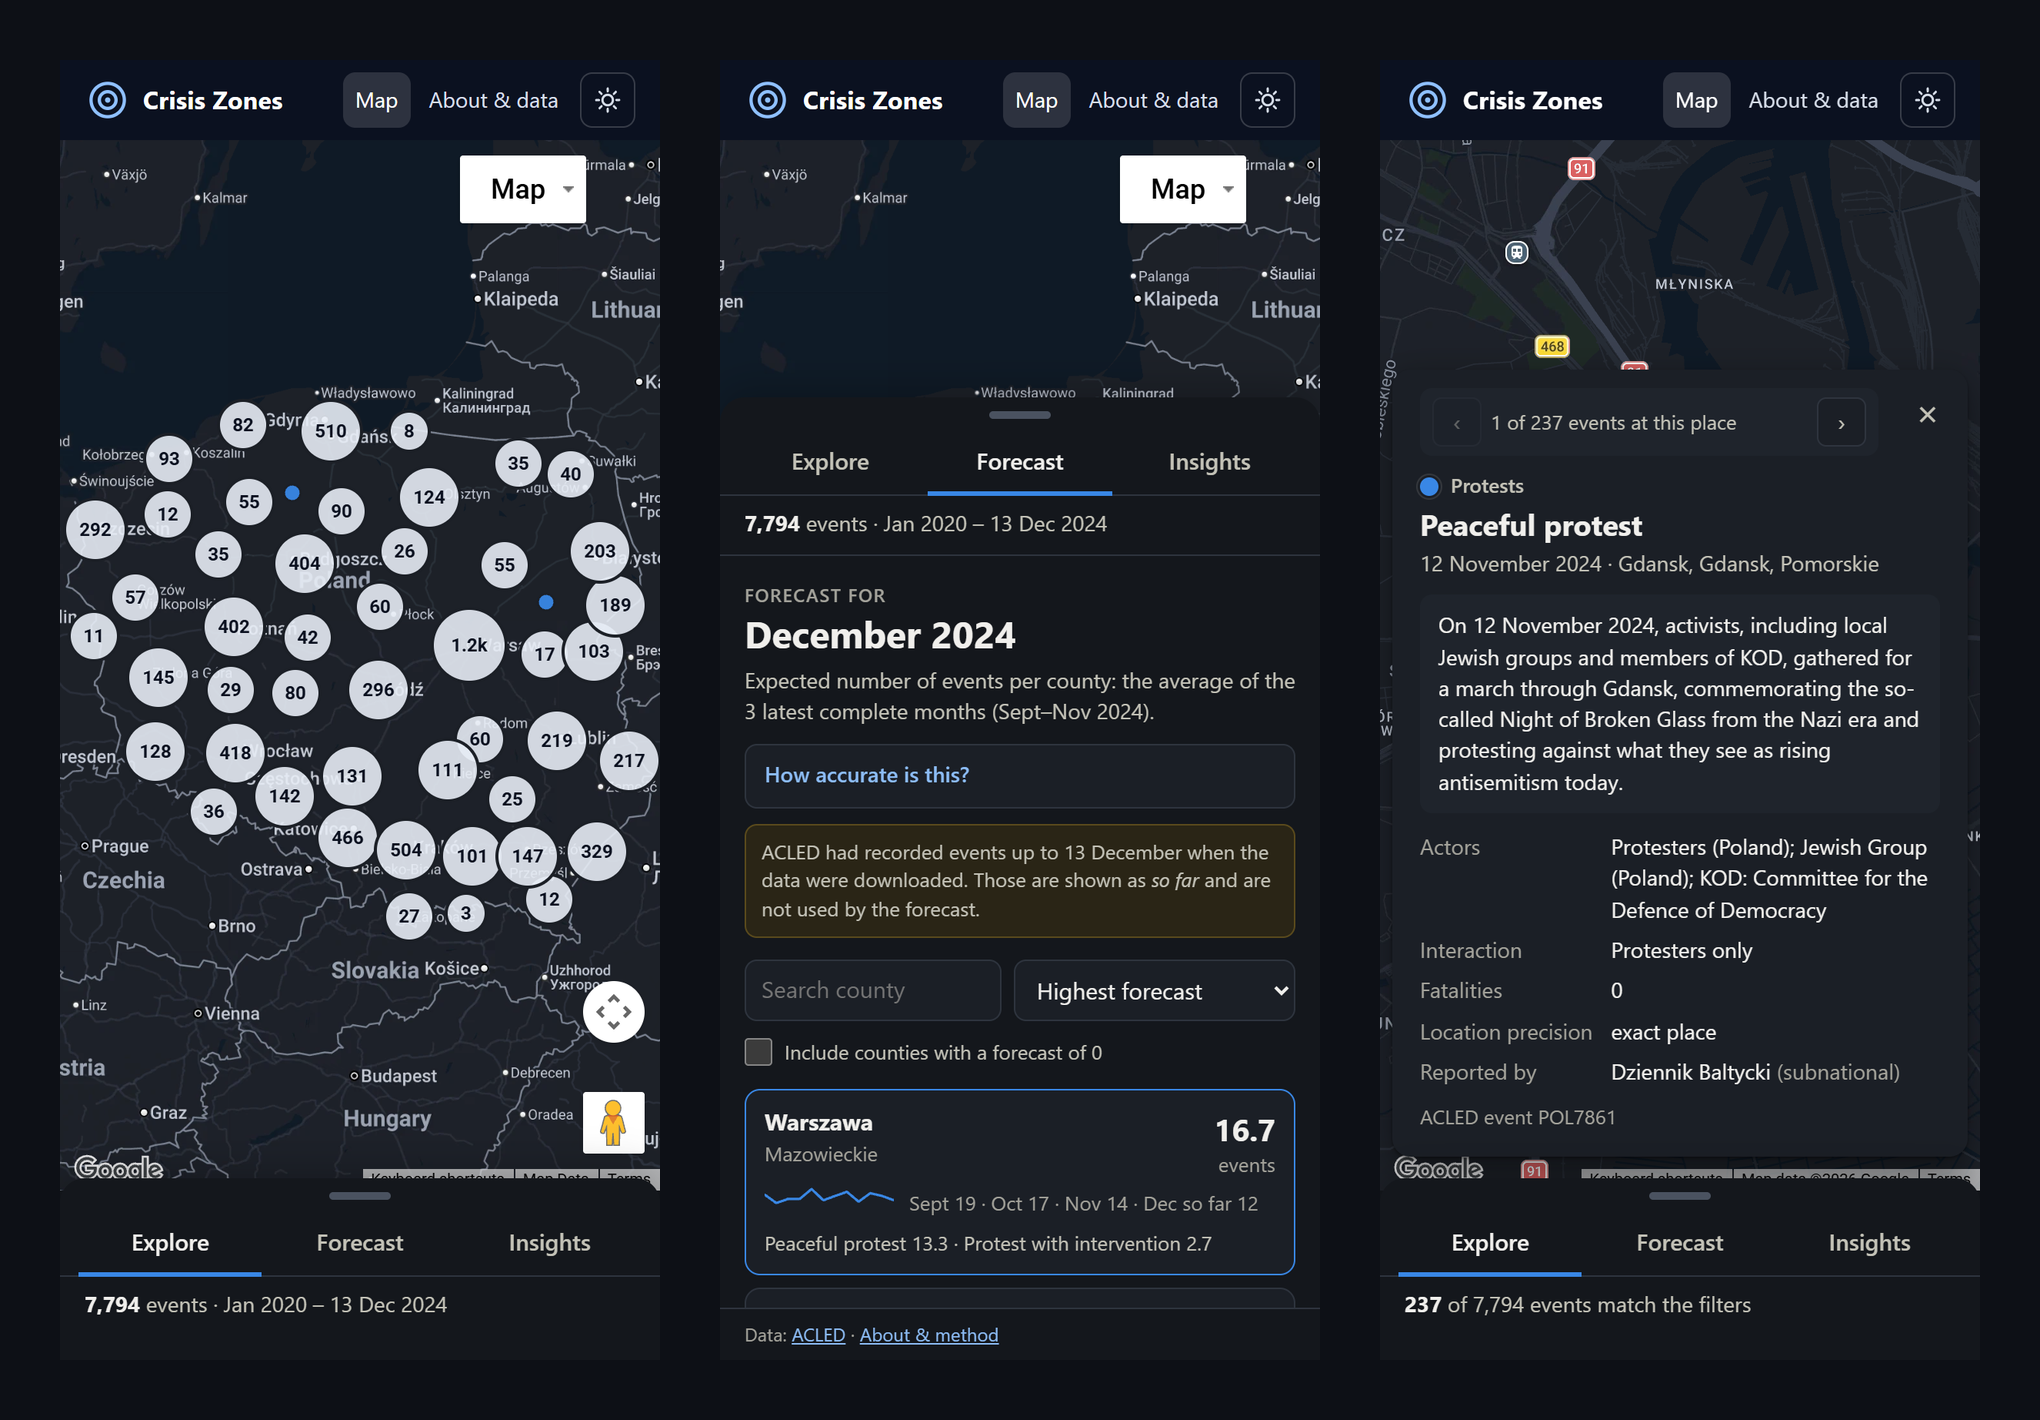 Crisis Zones
Map
About & data
Map
Växjö
Kalmar
Palanga
Šiauliai
Klaipeda
Władysławowo
Kaliningrad
Калининград
82
510
8
93
Koszalin
35
40
Suwałki
Świnoujście
55
124
12
90
292
35
404
26
55
203
Poland
57
60
189
11
402
42
1.2k
17
103
145
29
80
296
60
219
128
418
131
111
217
142
25
36
466
504
101
147
329
27
3
12
Prague
Ostrava
Czechia
Brno
Slovakia
Košice
Uzhhorod
Linz
Vienna
Budapest
Debrecen
Graz
Hungary
Oradea
Google
Explore
Forecast
Insights
7,794 events · Jan 2020 – 13 Dec 2024
Crisis Zones
Map
About & data
Map
Växjö
Kalmar
Palanga
Šiauliai
Klaipeda
Władysławowo
Kaliningrad
Explore
Forecast
Insights
7,794 events · Jan 2020 – 13 Dec 2024
FORECAST FOR
December 2024
Expected number of events per county: the average of the
3 latest complete months (Sept–Nov 2024).
How accurate is this?
ACLED had recorded events up to 13 December when the
data were downloaded. Those are shown as so far and are
not used by the forecast.
Search county
Highest forecast
Include counties with a forecast of 0
Warszawa
16.7
Mazowieckie
events
Sept 19 · Oct 17 · Nov 14 · Dec so far 12
Peaceful protest 13.3 · Protest with intervention 2.7
Data: ACLED · About & method
Crisis Zones
Map
About & data
91
MŁYNISKA
468
‹
1 of 237 events at this place
›
✕
Protests
Peaceful protest
12 November 2024 · Gdansk, Gdansk, Pomorskie
On 12 November 2024, activists, including local
Jewish groups and members of KOD, gathered for
a march through Gdansk, commemorating the so-
called Night of Broken Glass from the Nazi era and
protesting against what they see as rising
antisemitism today.
Actors
Protesters (Poland); Jewish Group
(Poland); KOD: Committee for the
Defence of Democracy
Interaction
Protesters only
Fatalities
0
Location precision
exact place
Reported by
Dziennik Baltycki (subnational)
ACLED event POL7861
Google
91
Explore
Forecast
Insights
237 of 7,794 events match the filters